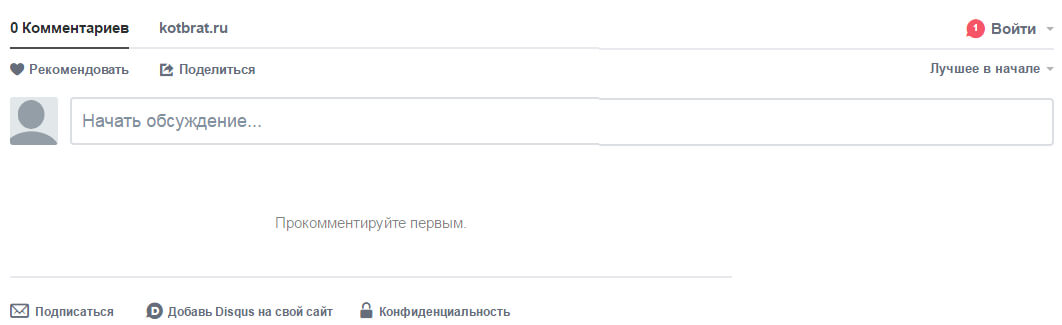 0 Комментариев kotbrat.ru 1 Войти
Рекомендовать Поделиться Лучшее в начале
Начать обсуждение...
Прокомментируйте первым.
Подписаться D Добавь Disqus на свой сайт Конфиденциальность